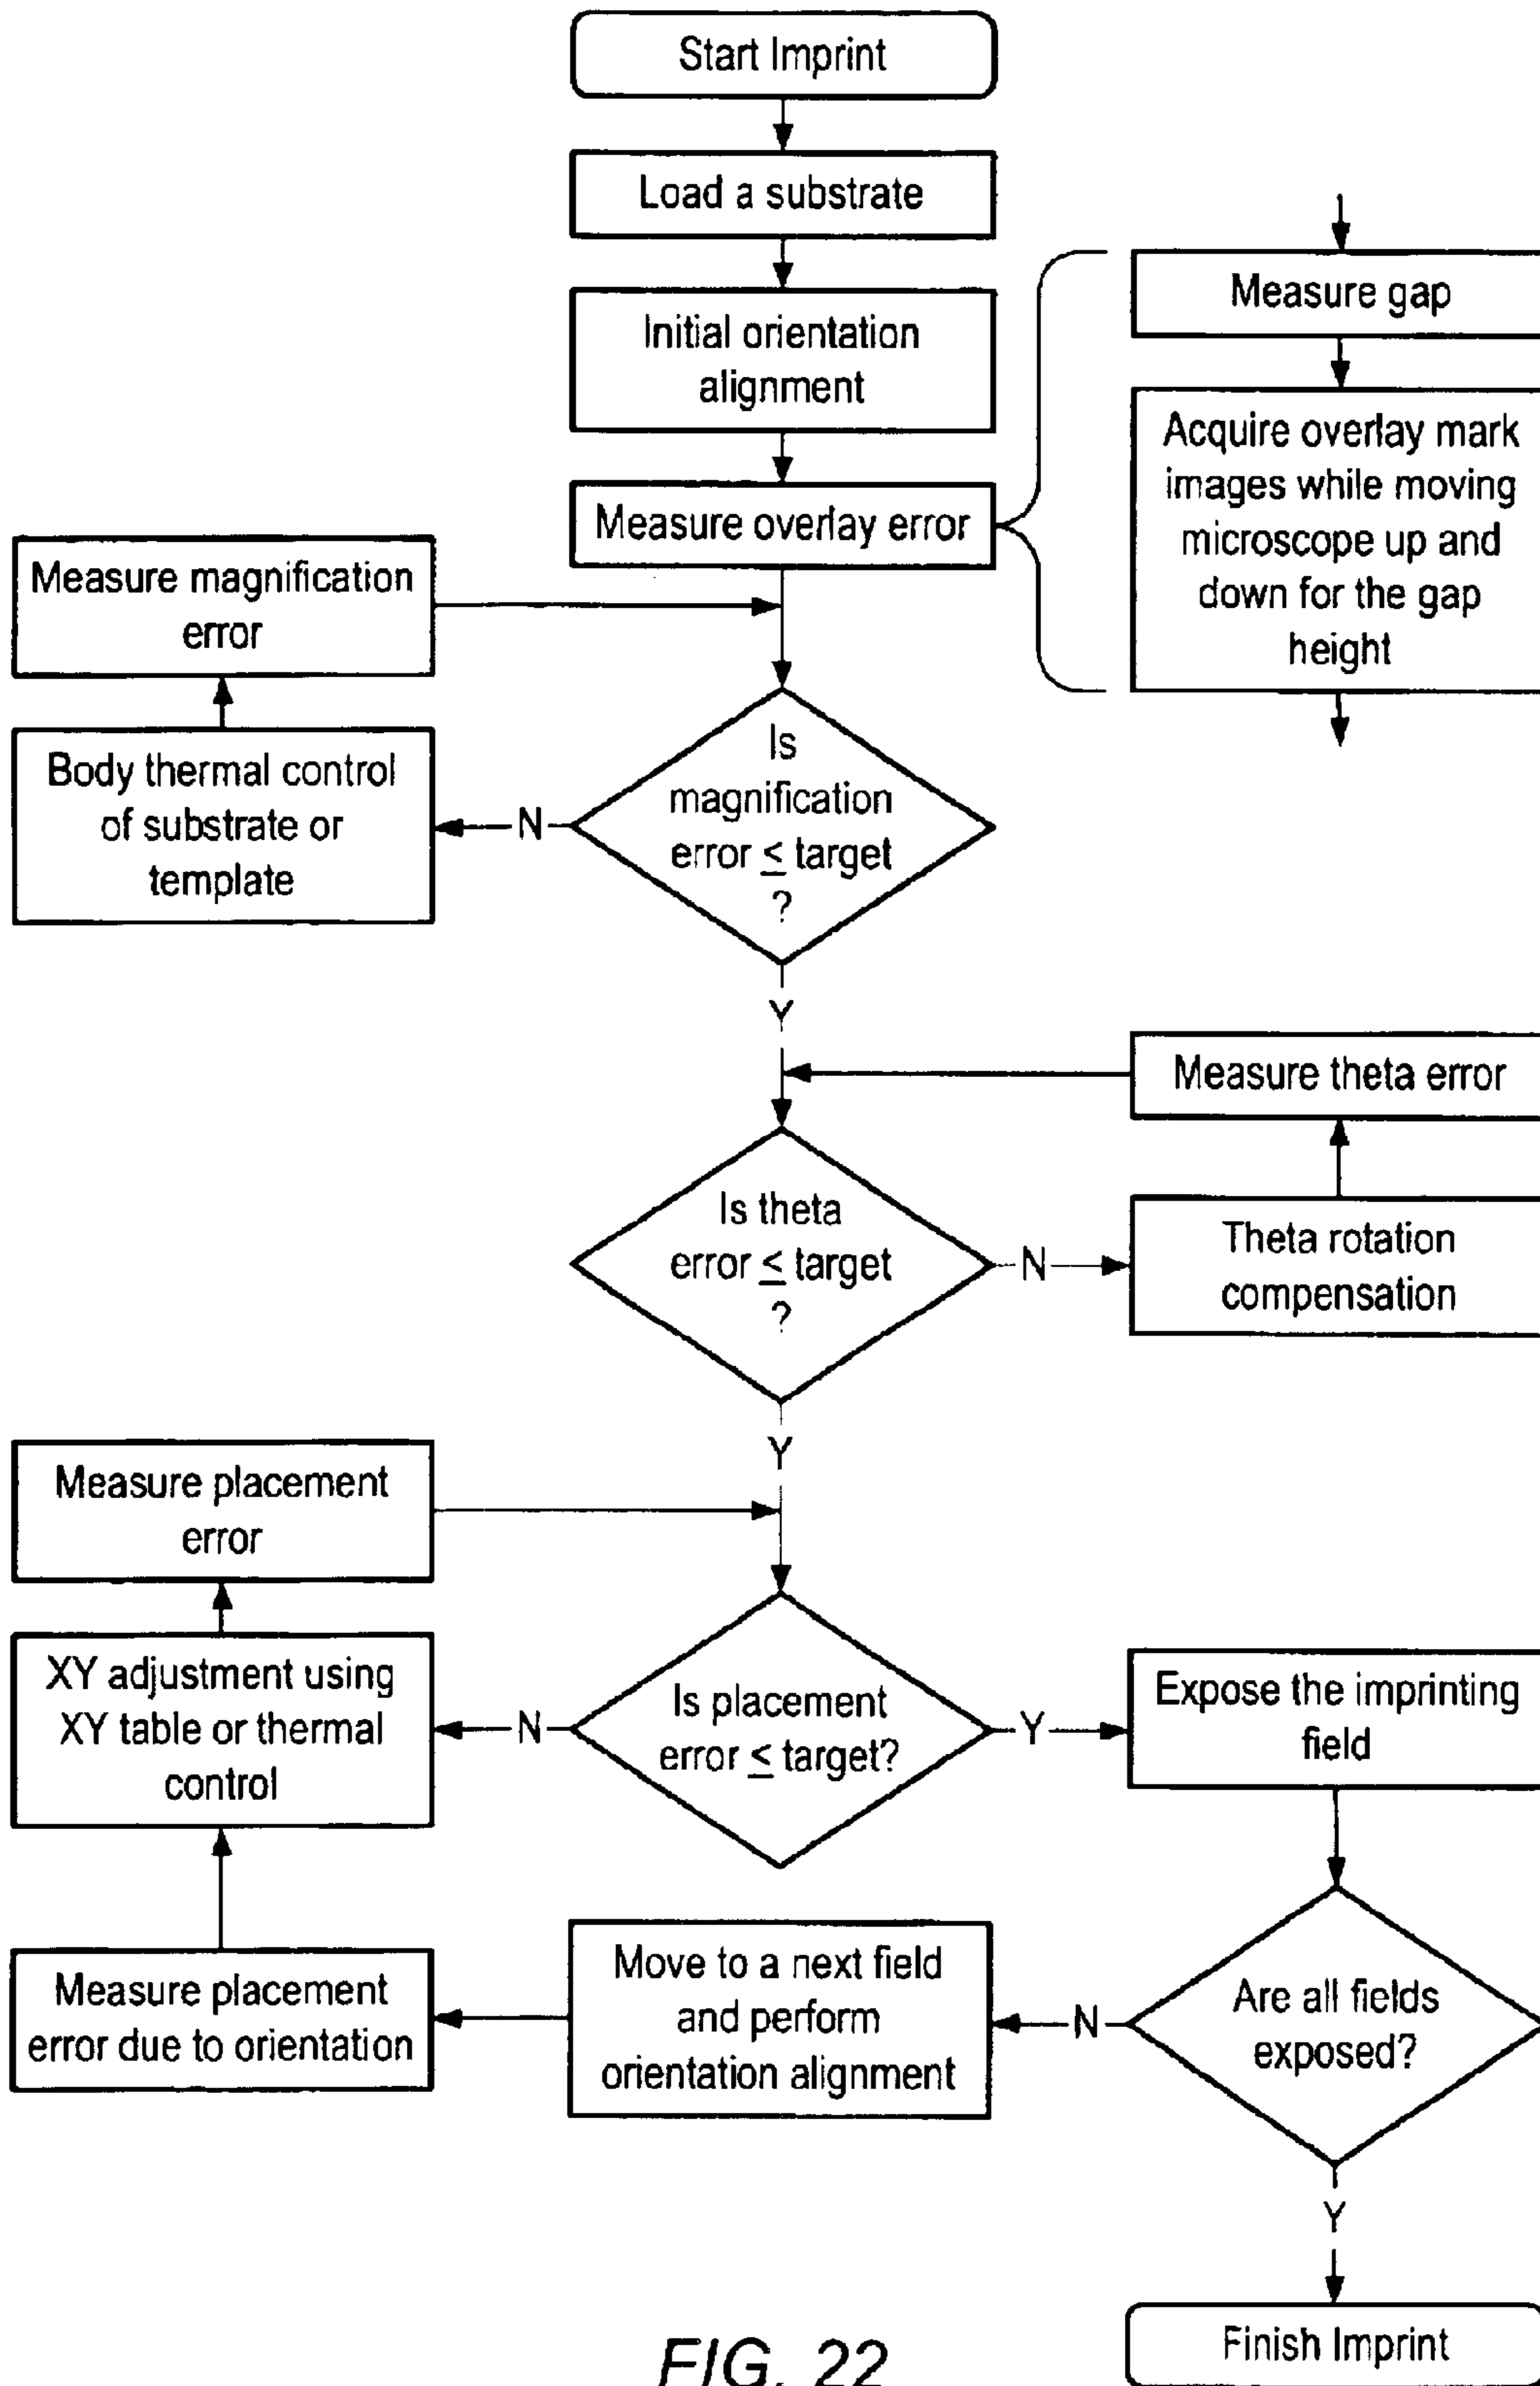 Start Imprint
Load a substrate
Initial orientation
alignment
Measure overlay error
Measure gap
Acquire overlay mark
images while moving
microscope up and
down for the gap
height
Measure magnification
error
Body thermal control
of substrate or
template
N
Is
magnification
error ≤ target
?
Y
Measure theta error
Theta rotation
compensation
N
Is theta
error ≤ target
?
Y
Measure placement
error
XY adjustment using
XY table or thermal
control
N
Is placement
error ≤ target?
Y
Expose the imprinting
field
Are all fields
exposed?
N
Move to a next field
and perform
orientation alignment
Measure placement
error due to orientation
Y
Finish Imprint
FIG. 22